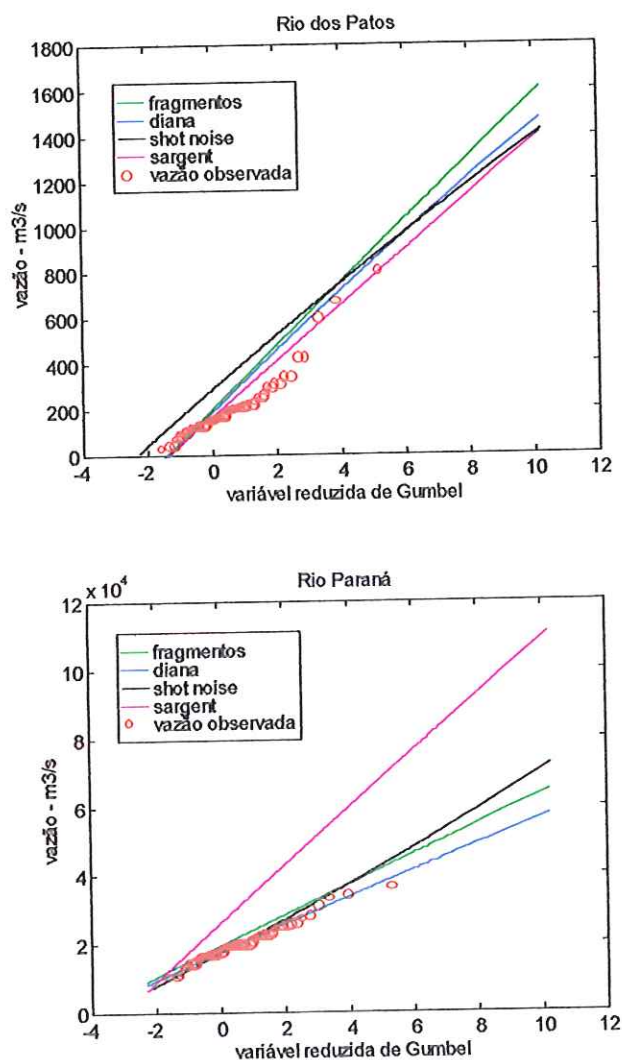 Rio dos Patos
1800
1600
1400
1200
1000
800
600
400
200
0
vazão - m3/s
fragmentos
diana
shot noise
sargent
vazão observada
-4 -2 0 2 4 6 8 10 12
variável reduzida de Gumbel
Rio Paraná
x 10^4
12
10
8
6
4
2
0
vazão - m3/s
fragmentos
diana
shot noise
sargent
vazão observada
-4 -2 0 2 4 6 8 10 12
variável reduzida de Gumbel